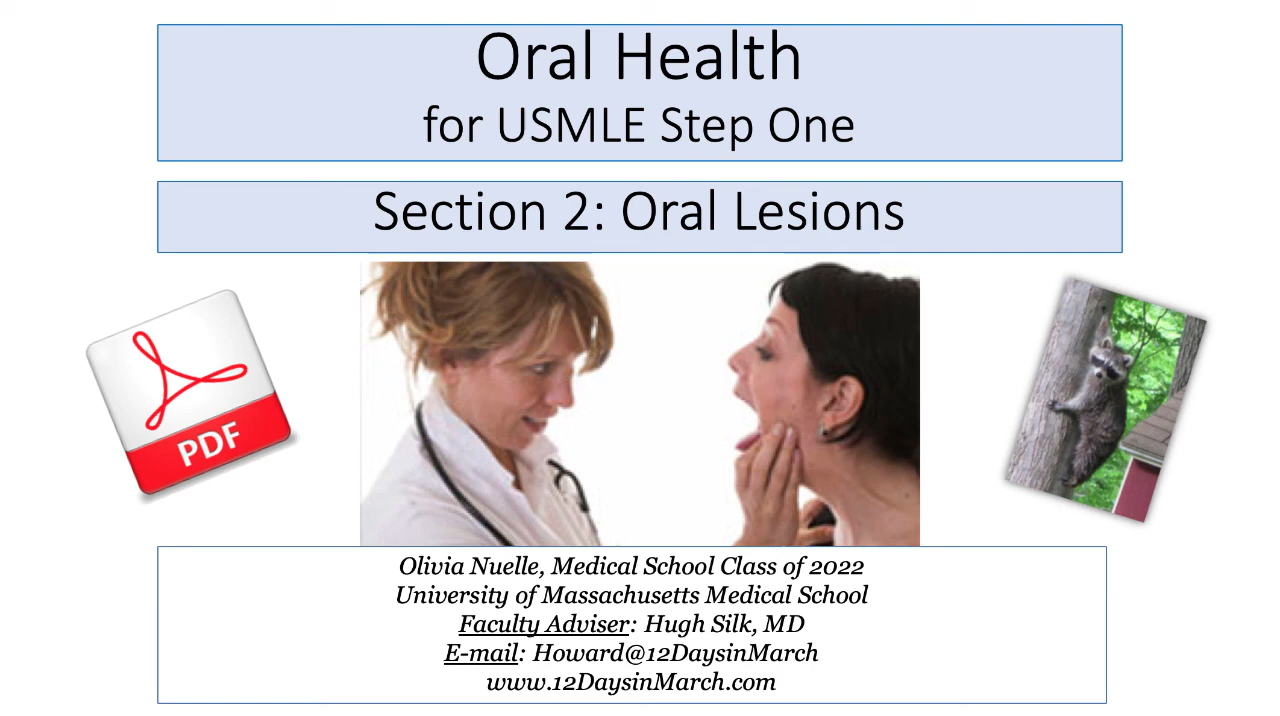 Oral Health
for USMLE Step One
Section 2: Oral Lesions
PDF
Olivia Nuelle, Medical School Class of 2022
University of Massachusetts Medical School
Faculty Adviser: Hugh Silk, MD
E-mail: Howard@12DaysinMarch
www.12DaysinMarch.com